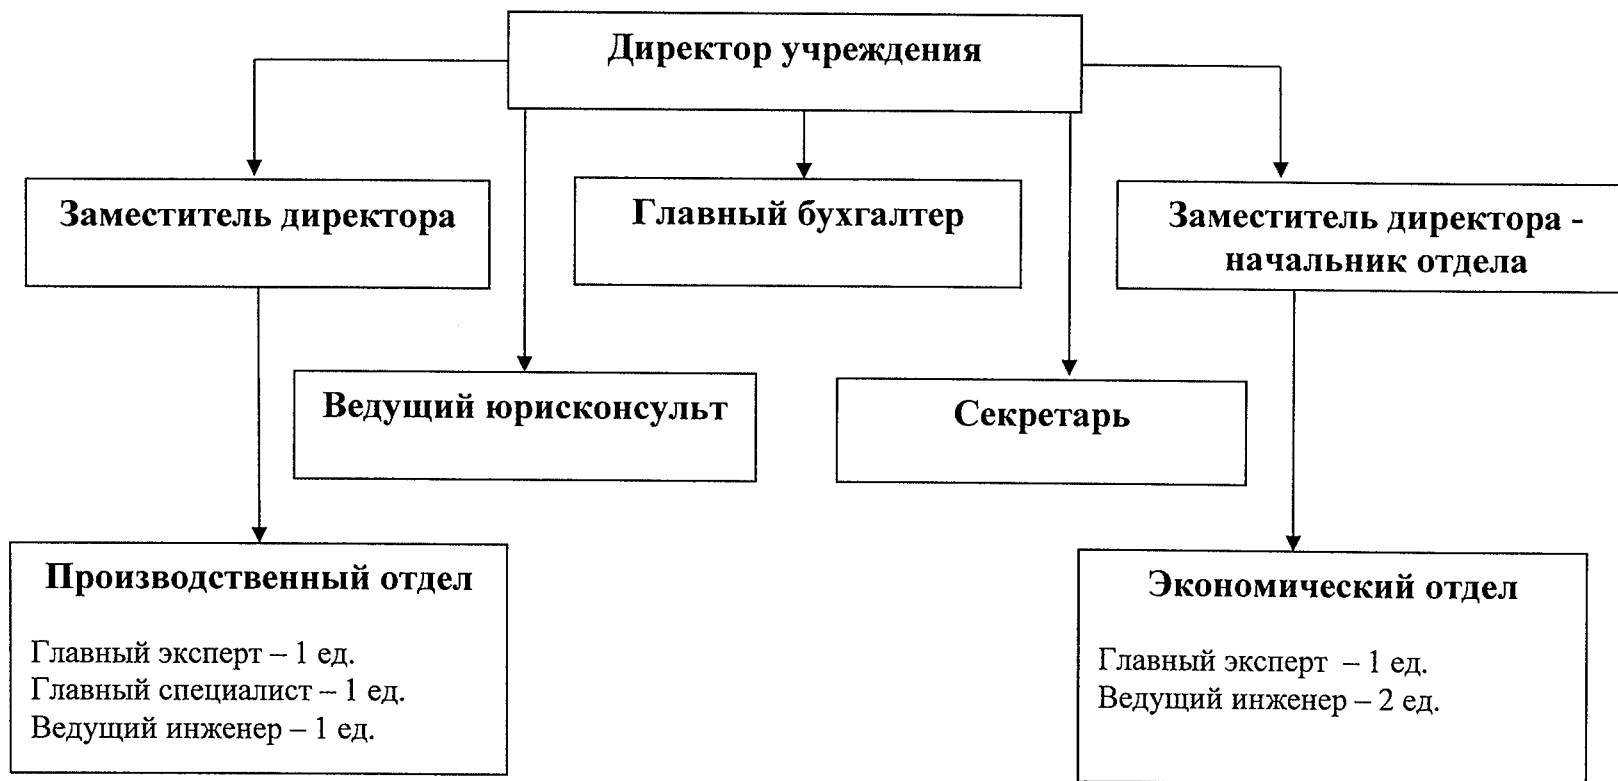 Директор учреждения
Заместитель директора
Главный бухгалтер
Заместитель директора -
начальник отдела
Ведущий юрисконсульт
Секретарь
Производственный отдел
Главный эксперт – 1 ед.
Главный специалист – 1 ед.
Ведущий инженер – 1 ед.
Экономический отдел
Главный эксперт – 1 ед.
Ведущий инженер – 2 ед.